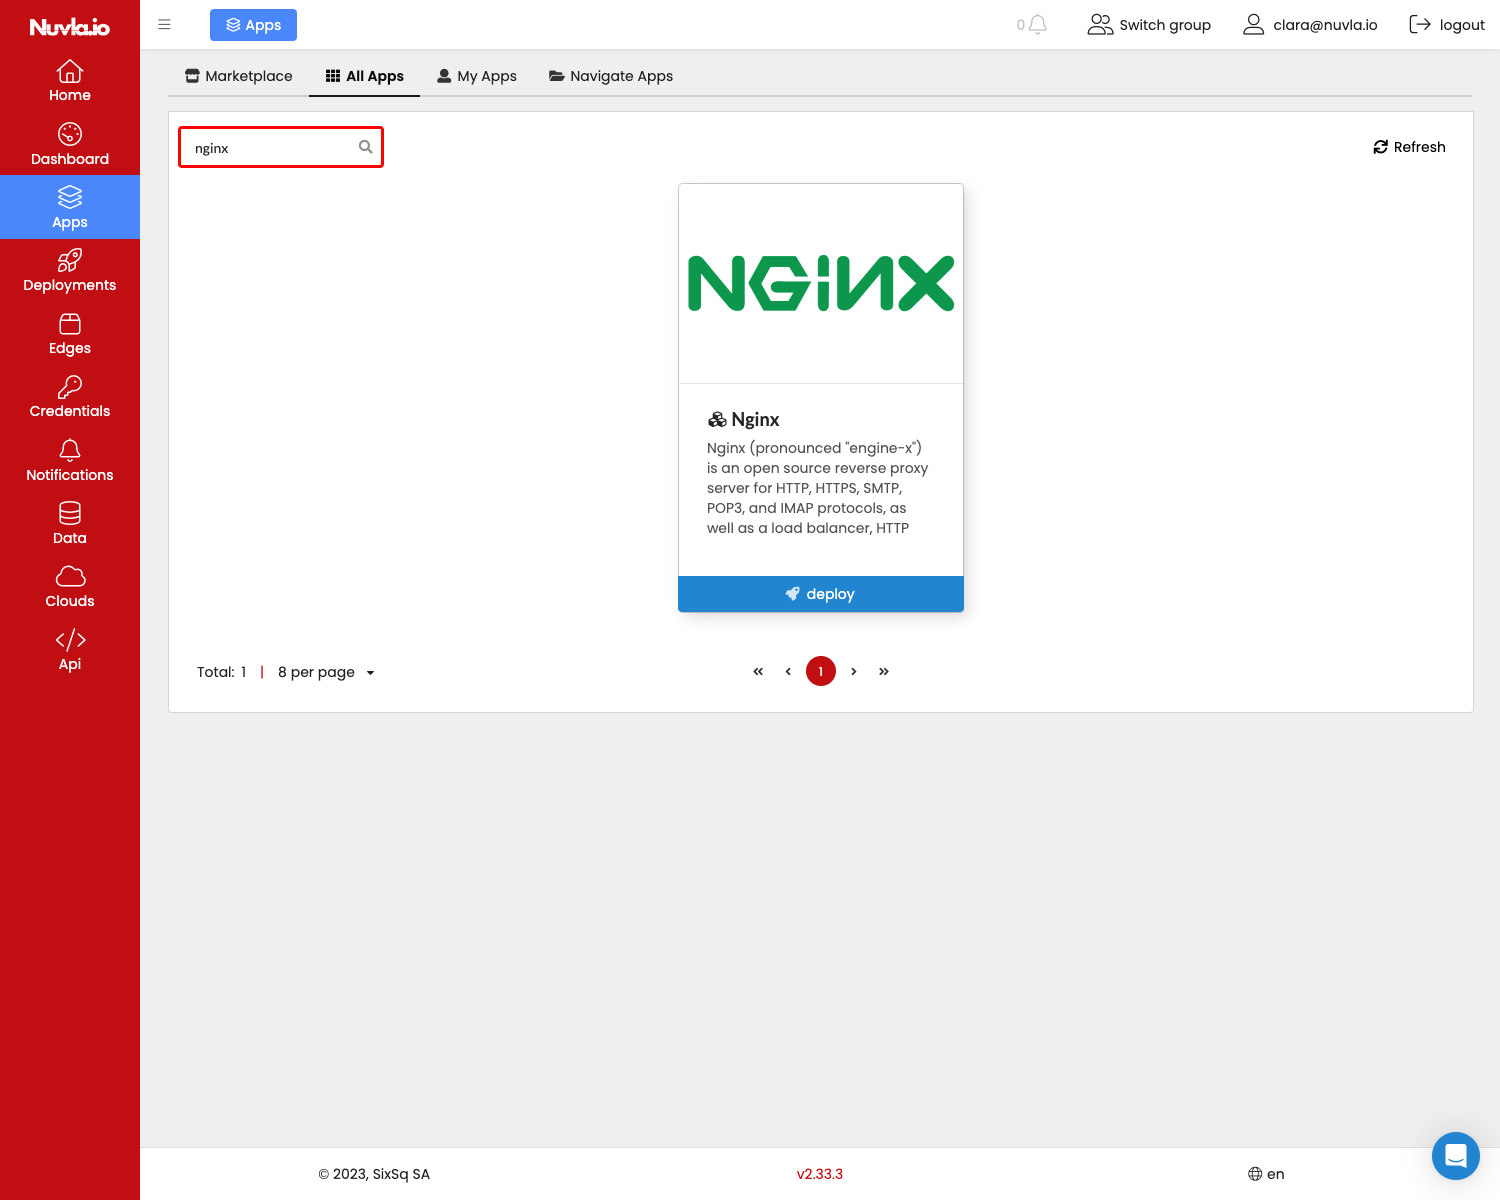 Nuvla.io
Home
Dashboard
Apps
Deployments
Edges
Credentials
Notifications
Data
Clouds
Api
Apps
0
Switch group
clara@nuvla.io
logout
Marketplace
All Apps
My Apps
Navigate Apps
nginx
Refresh
NGiNX
Nginx
Nginx (pronounced "engine-x")
is an open source reverse proxy
server for HTTP, HTTPS, SMTP,
POP3, and IMAP protocols, as
well as a load balancer, HTTP
deploy
Total: 1 | 8 per page
« ‹ 1 › »
© 2023, SixSq SA
v2.33.3
en